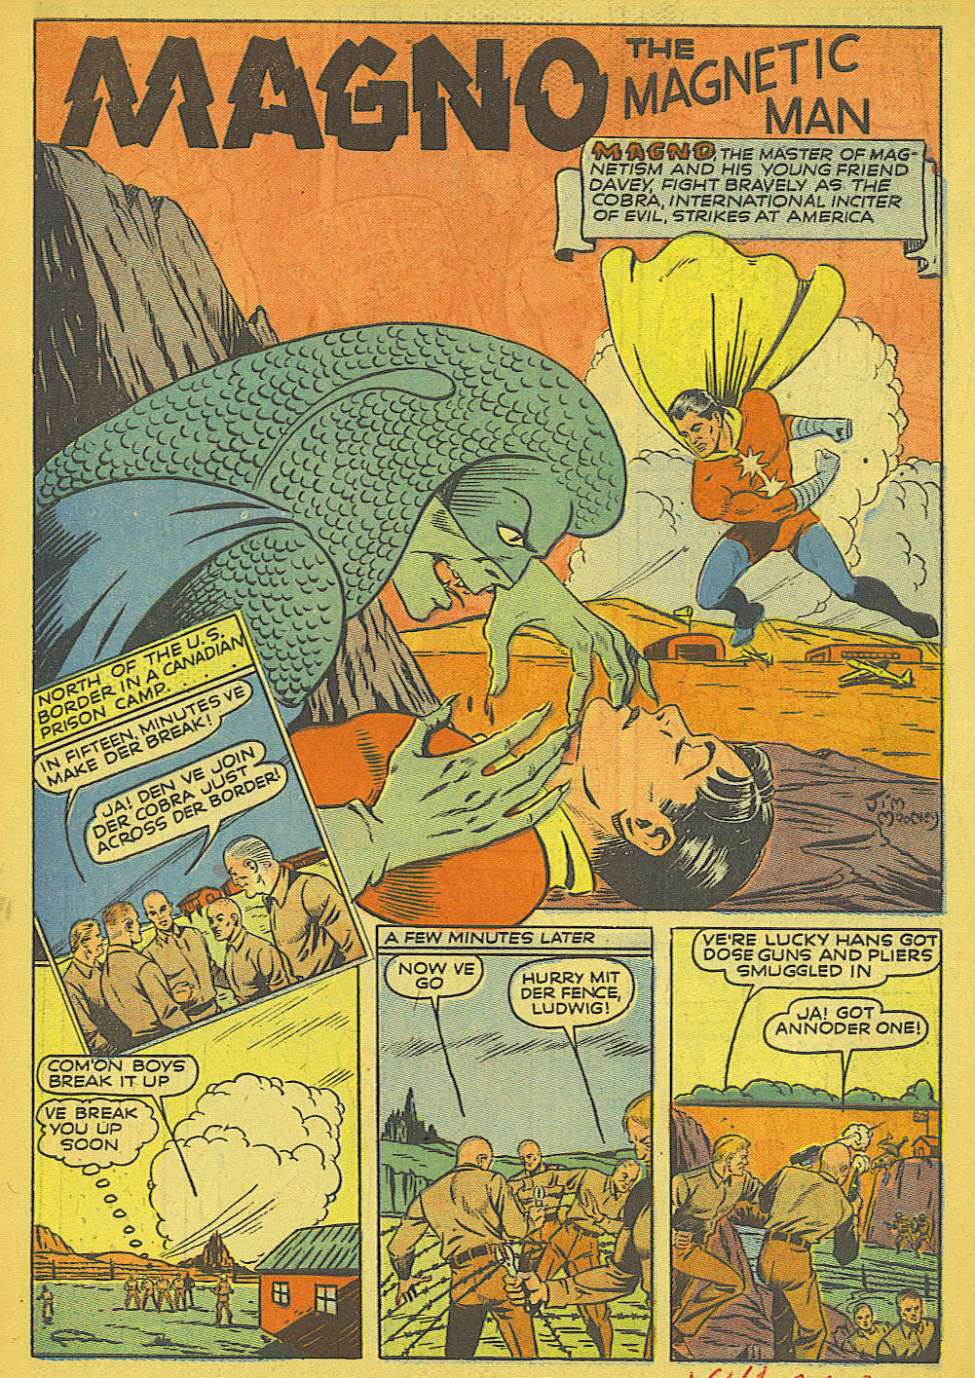 MAGNO
THE
MAGNETIC
MAN
MAGNO, THE MASTER OF MAG-
NETISM AND HIS YOUNG FRIEND
DAVEY, FIGHT BRAVELY AS THE
COBRA, INTERNATIONAL INCITER
OF EVIL, STRIKES AT AMERICA
Jim
Mooney
NORTH OF THE U.S.
BORDER IN A CANADIAN
PRISON CAMP. . . .
IN FIFTEEN, MINUTES VE
MAKE DER BREAK!
JA! DEN VE JOIN
DER COBRA JUST
ACROSS DER BORDER!
COM'ON BOYS
BREAK IT UP
VE BREAK
YOU UP
SOON
A FEW MINUTES LATER
NOW VE
GO
HURRY MIT
DER FENCE,
LUDWIG!
VE'RE LUCKY HANS GOT
DOSE GUNS AND PLIERS
SMUGGLED IN
JA! GOT
ANNODER ONE!